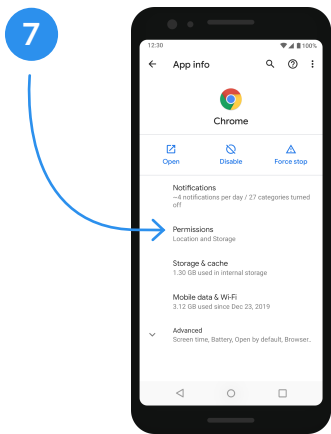 7
12:30
100%
App info
Chrome
Open
Disable
Force stop
Notifications
~4 notifications per day / 27 categories turned
off
Permissions
Location and Storage
Storage & cache
1.30 GB used in internal storage
Mobile data & Wi-Fi
3.12 GB used since Dec 23, 2019
Advanced
Screen time, Battery, Open by default, Browser..